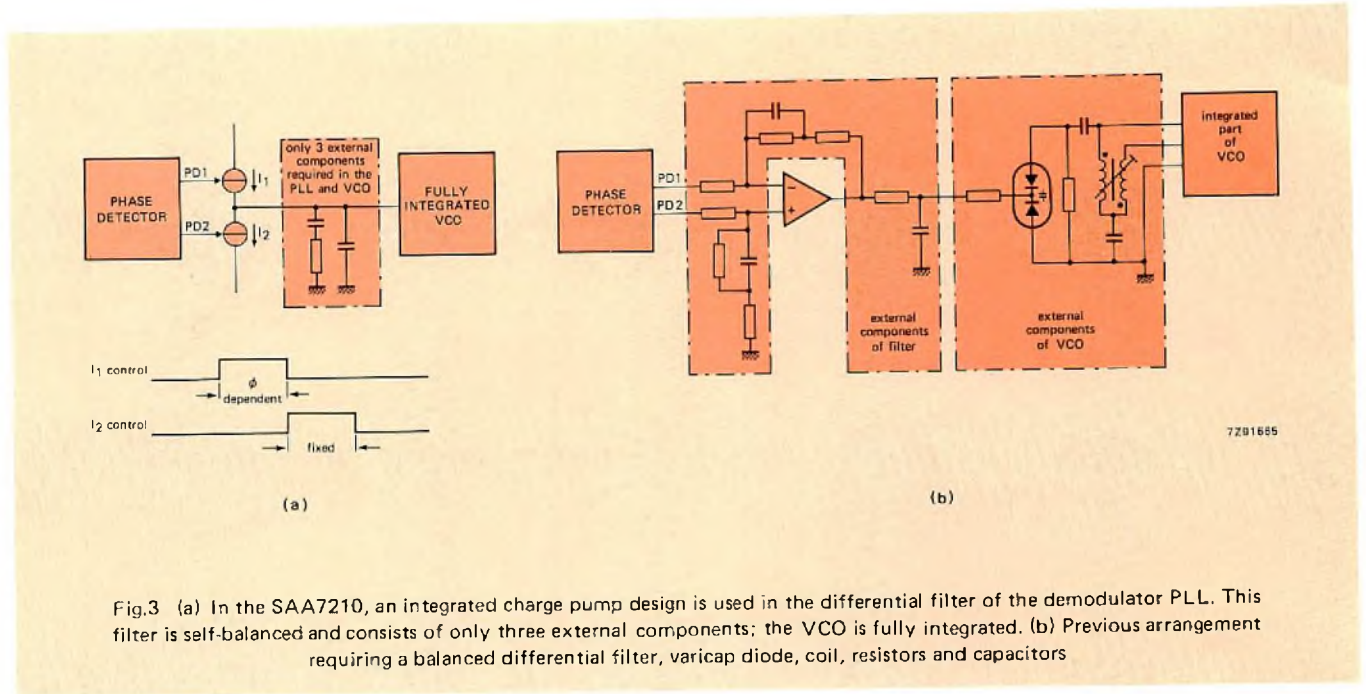 PHASE
DETECTOR
PD1
PD2
I1
I2
only 3 external
components
required in the
PLL and VCO
FULLY
INTEGRATED
VCO
I1 control
ϕ
dependent
I2 control
fixed
(a)
PHASE
DETECTOR
PD1
PD2
−
+
external
components
of filter
external
components
of VCO
integrated
part
of
VCO
7Z91665
(b)
Fig.3 (a) In the SAA7210, an integrated charge pump design is used in the differential filter of the demodulator PLL. This
filter is self-balanced and consists of only three external components; the VCO is fully integrated. (b) Previous arrangement
requiring a balanced differential filter, varicap diode, coil, resistors and capacitors